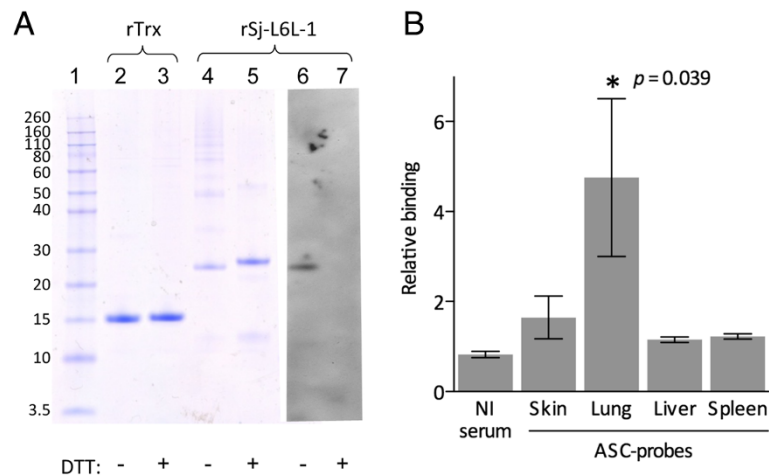 A
rTrx rSj-L6L-1
1 2 3 4 5 6 7
260
160
110
80
60
50
40
30
20
15
10
3.5
DTT: - + - + - +
B
* p = 0.039
Relative binding
6
4
2
0
NI serum Skin Lung Liver Spleen
ASC-probes